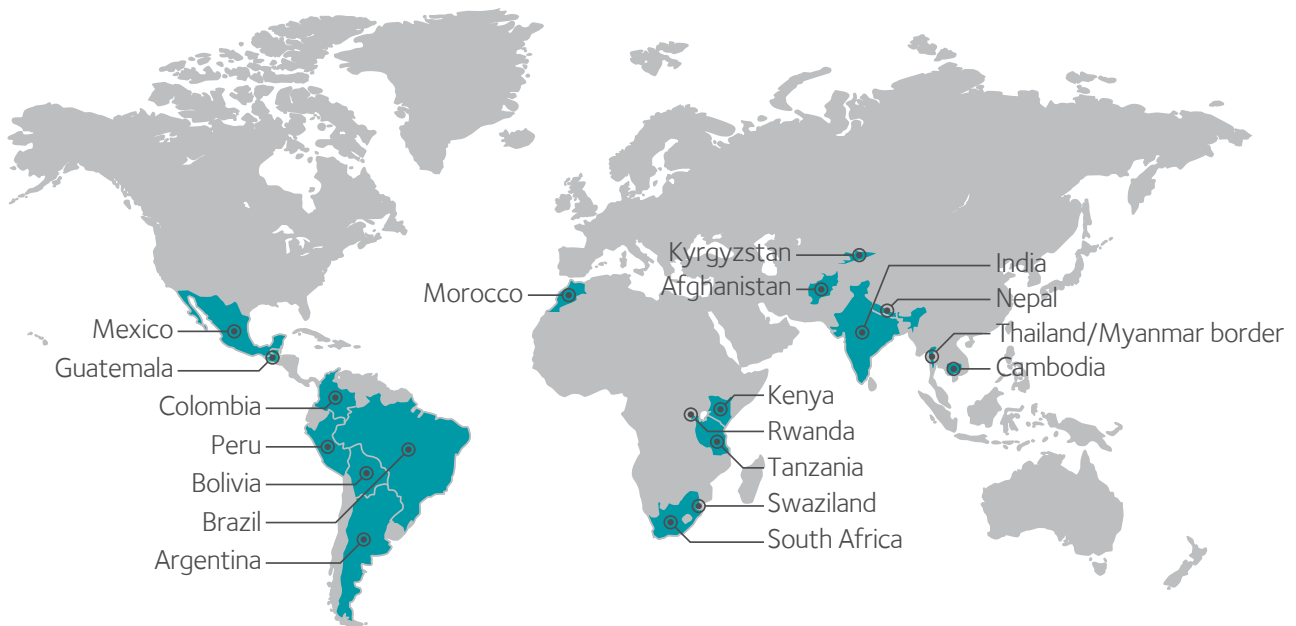 Mexico
Guatemala
Colombia
Peru
Bolivia
Brazil
Argentina
Morocco
Kyrgyzstan
Afghanistan
India
Nepal
Thailand/Myanmar border
Cambodia
Kenya
Rwanda
Tanzania
Swaziland
South Africa